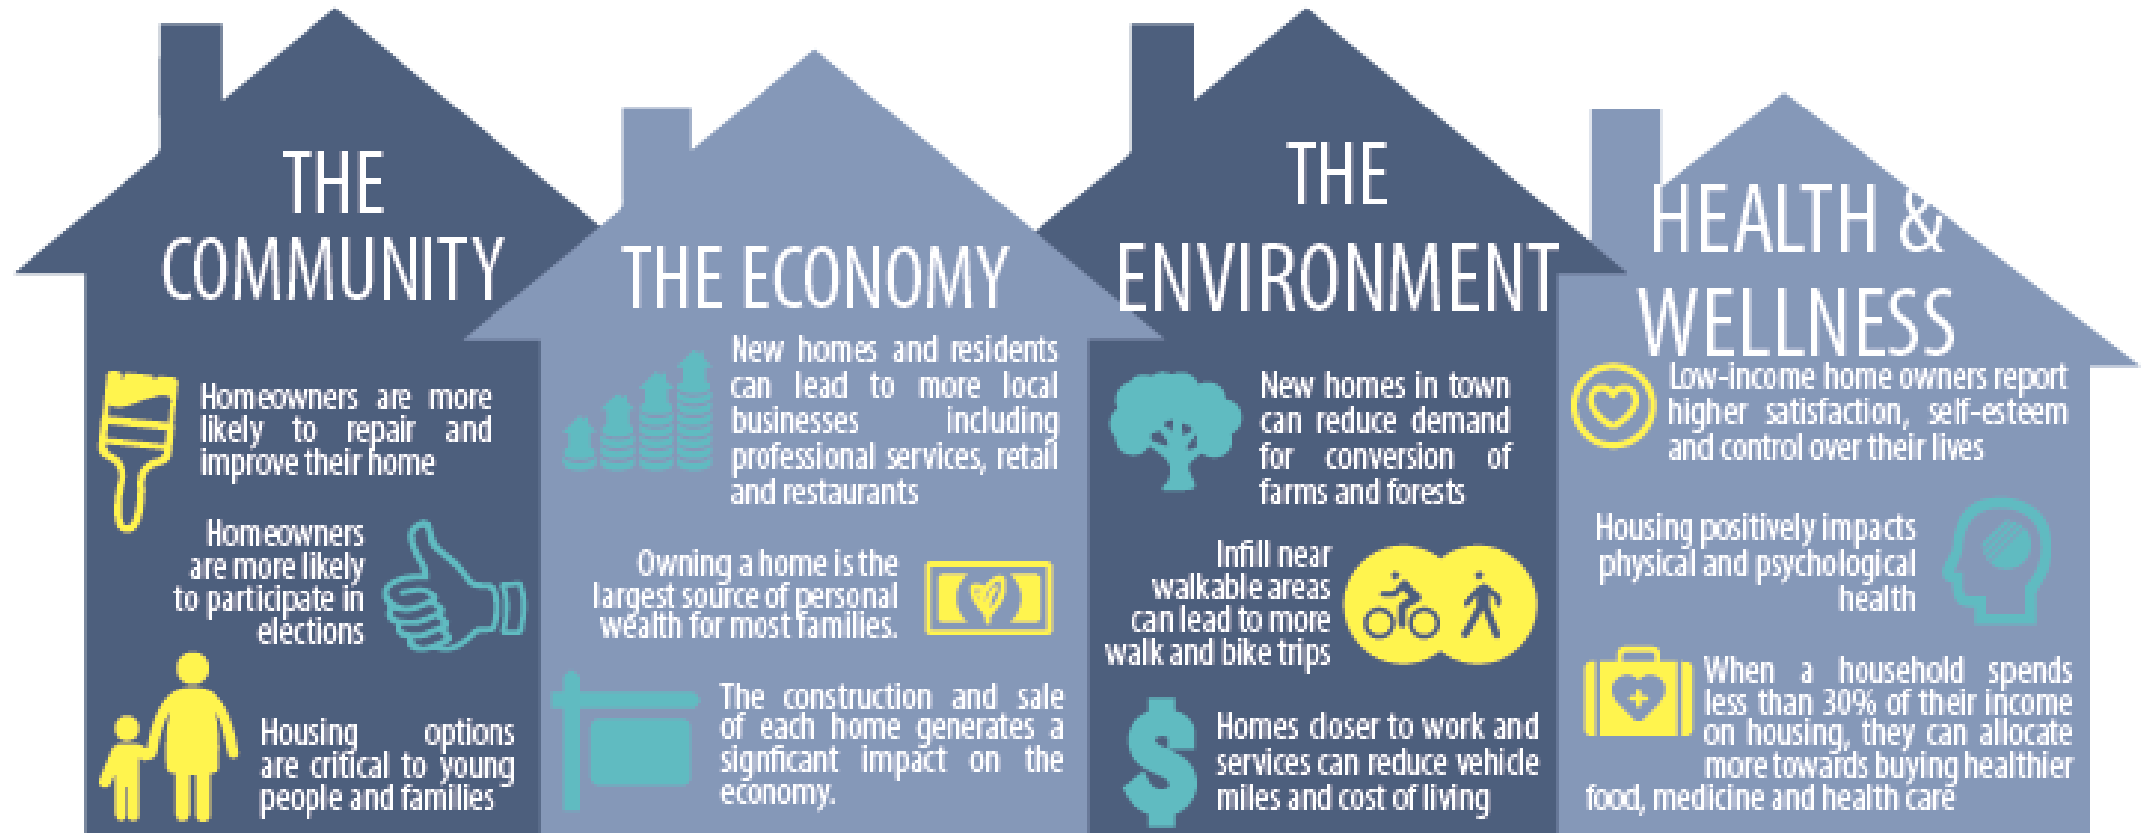 THE
COMMUNITY
Homeowners are more
likely to repair and
improve their home
Homeowners
are more likely
to participate in
elections
Housing options
are critical to young
people and families
THE ECONOMY
New homes and residents
can lead to more local
businesses including
professional services, retail
and restaurants
Owning a home is the
largest source of personal
wealth for most families.
The construction and sale
of each home generates a
signficant impact on the
economy.
THE
ENVIRONMENT
New homes in town
can reduce demand
for conversion of
farms and forests
Infill near
walkable areas
can lead to more
walk and bike trips
Homes closer to work and
services can reduce vehicle
miles and cost of living
HEALTH &
WELLNESS
Low-income home owners report
higher satisfaction, self-esteem
and control over their lives
Housing positively impacts
physical and psychological
health
When a household spends
less than 30% of their income
on housing, they can allocate
more towards buying healthier
food, medicine and health care